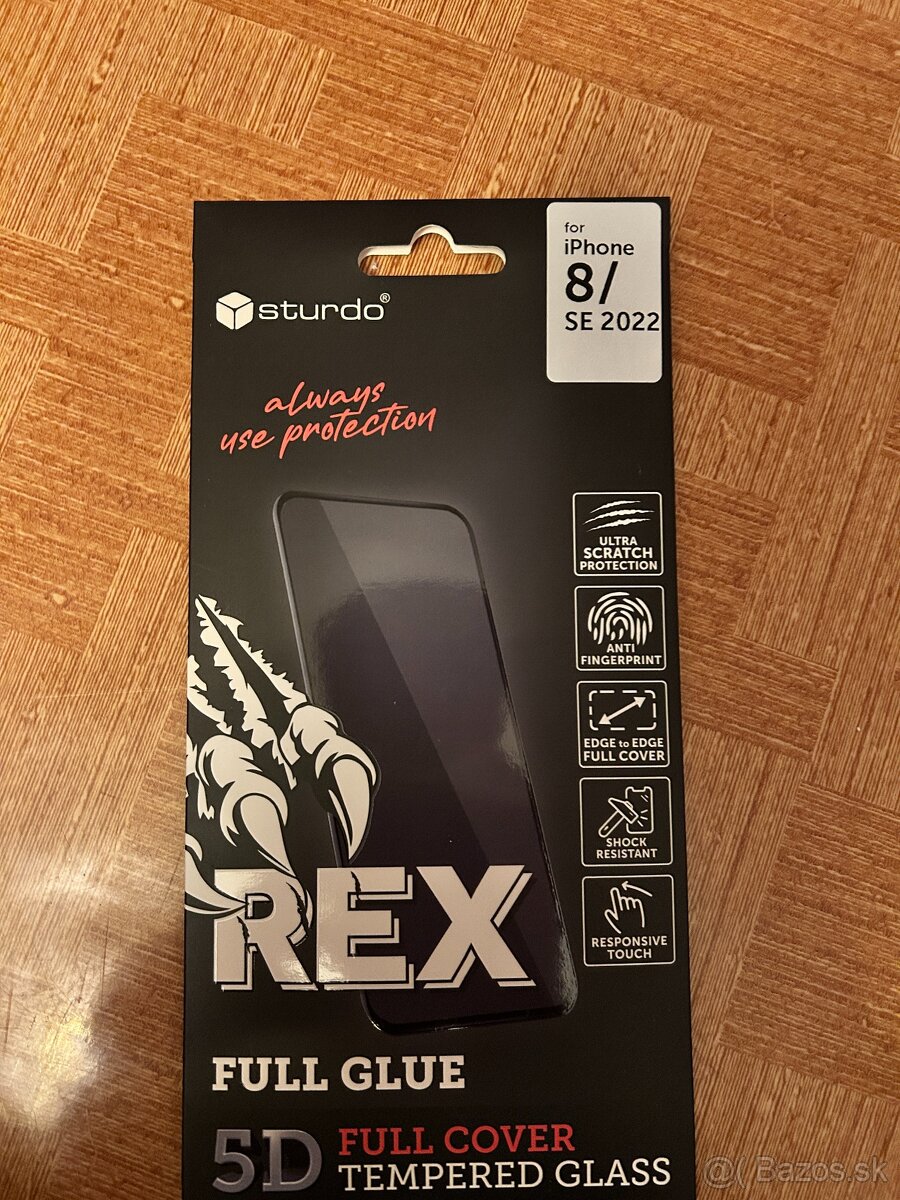 for
iPhone
8/
SE 2022
sturdo®
always
use protection
ULTRA
SCRATCH
PROTECTION
ANTI
FINGERPRINT
EDGE to EDGE
FULL COVER
SHOCK
RESISTANT
RESPONSIVE
TOUCH
REX
FULL GLUE
5D FULL COVER
TEMPERED GLASS
@( Bazos.sk